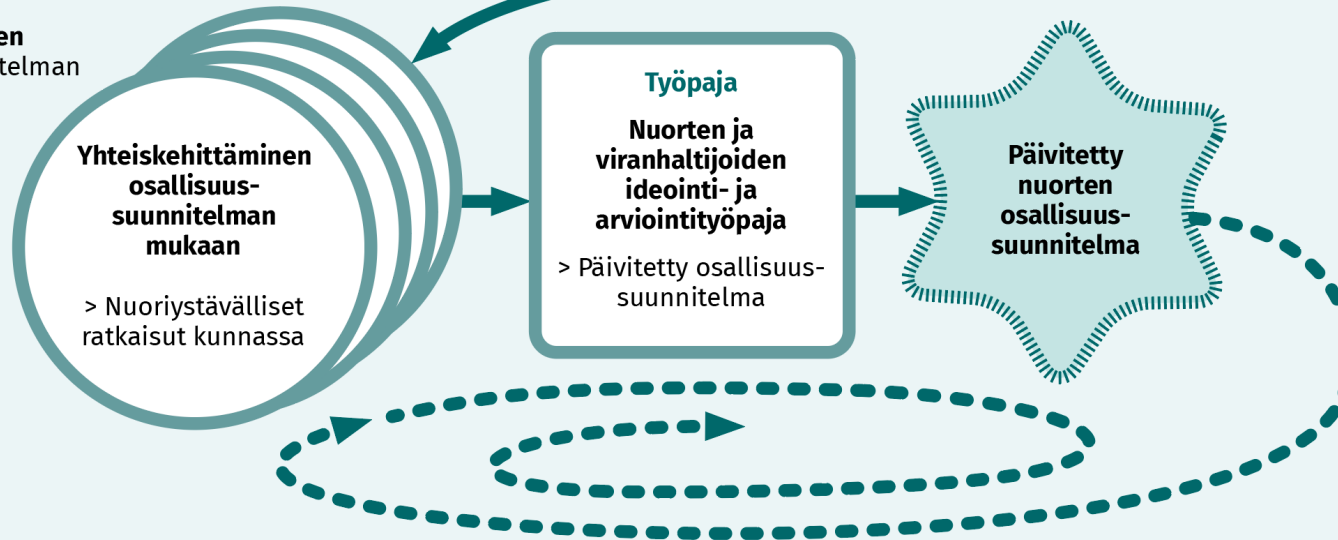 en
telman
Yhteiskehittäminen
osallisuus-
suunnitelman
mukaan
> Nuoriystävälliset
ratkaisut kunnassa
Työpaja
Nuorten ja
viranhaltijoiden
ideointi- ja
arviointityöpaja
> Päivitetty osallisuus-
suunnitelma
Päivitetty
nuorten
osallisuus-
suunnitelma